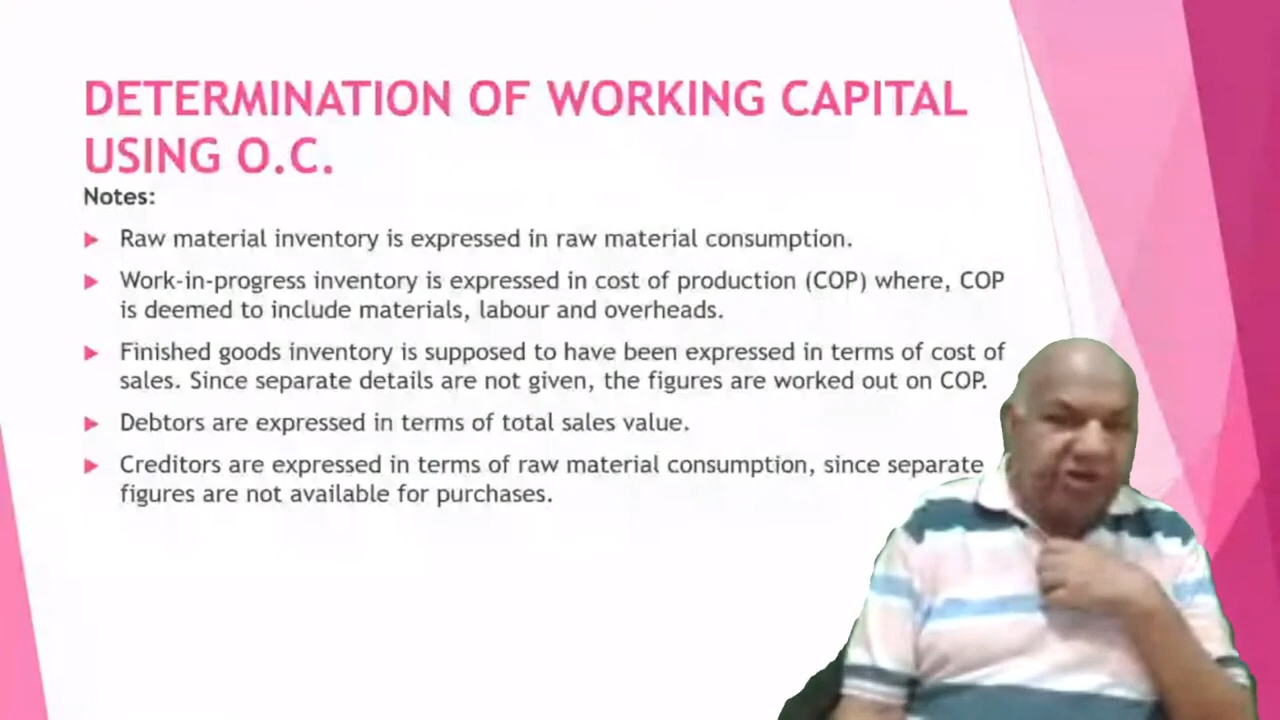 DETERMINATION OF WORKING CAPITAL
USING O.C.
Notes:
Raw material inventory is expressed in raw material consumption.
Work-in-progress inventory is expressed in cost of production (COP) where, COP
is deemed to include materials, labour and overheads.
Finished goods inventory is supposed to have been expressed in terms of cost of
sales. Since separate details are not given, the figures are worked out on COP.
Debtors are expressed in terms of total sales value.
Creditors are expressed in terms of raw material consumption, since separate
figures are not available for purchases.